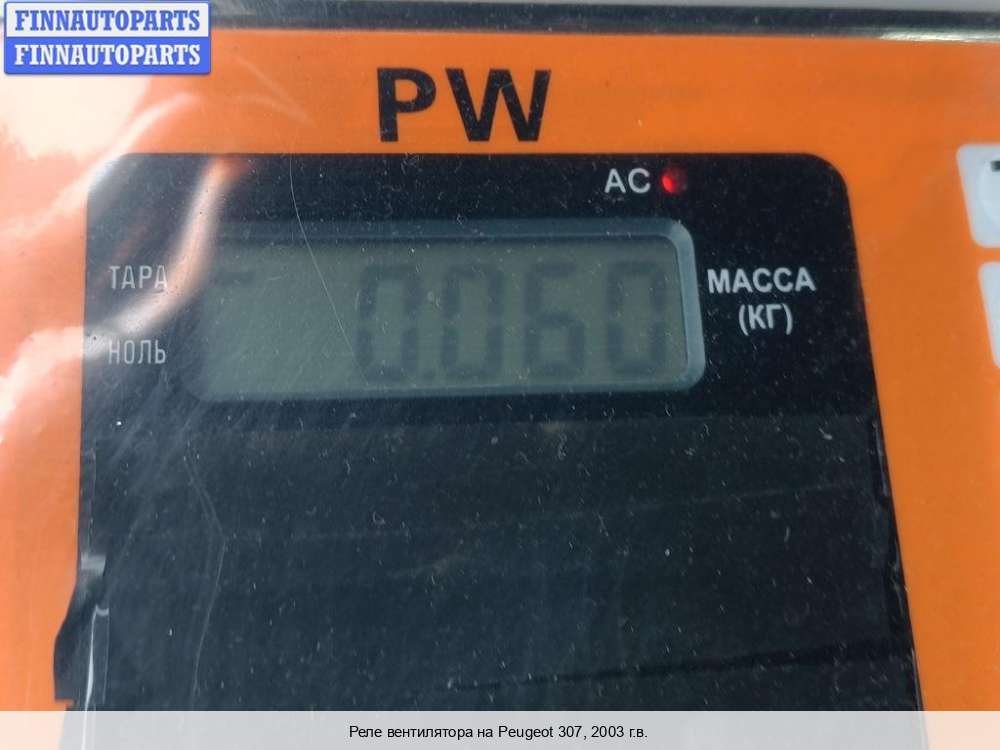 FINNAUTOPARTS
FINNAUTOPARTS
PW
AC
ТАРА
0.060
МАССА
(КГ)
НОЛЬ
Реле вентилятора на Peugeot 307, 2003 г.в.